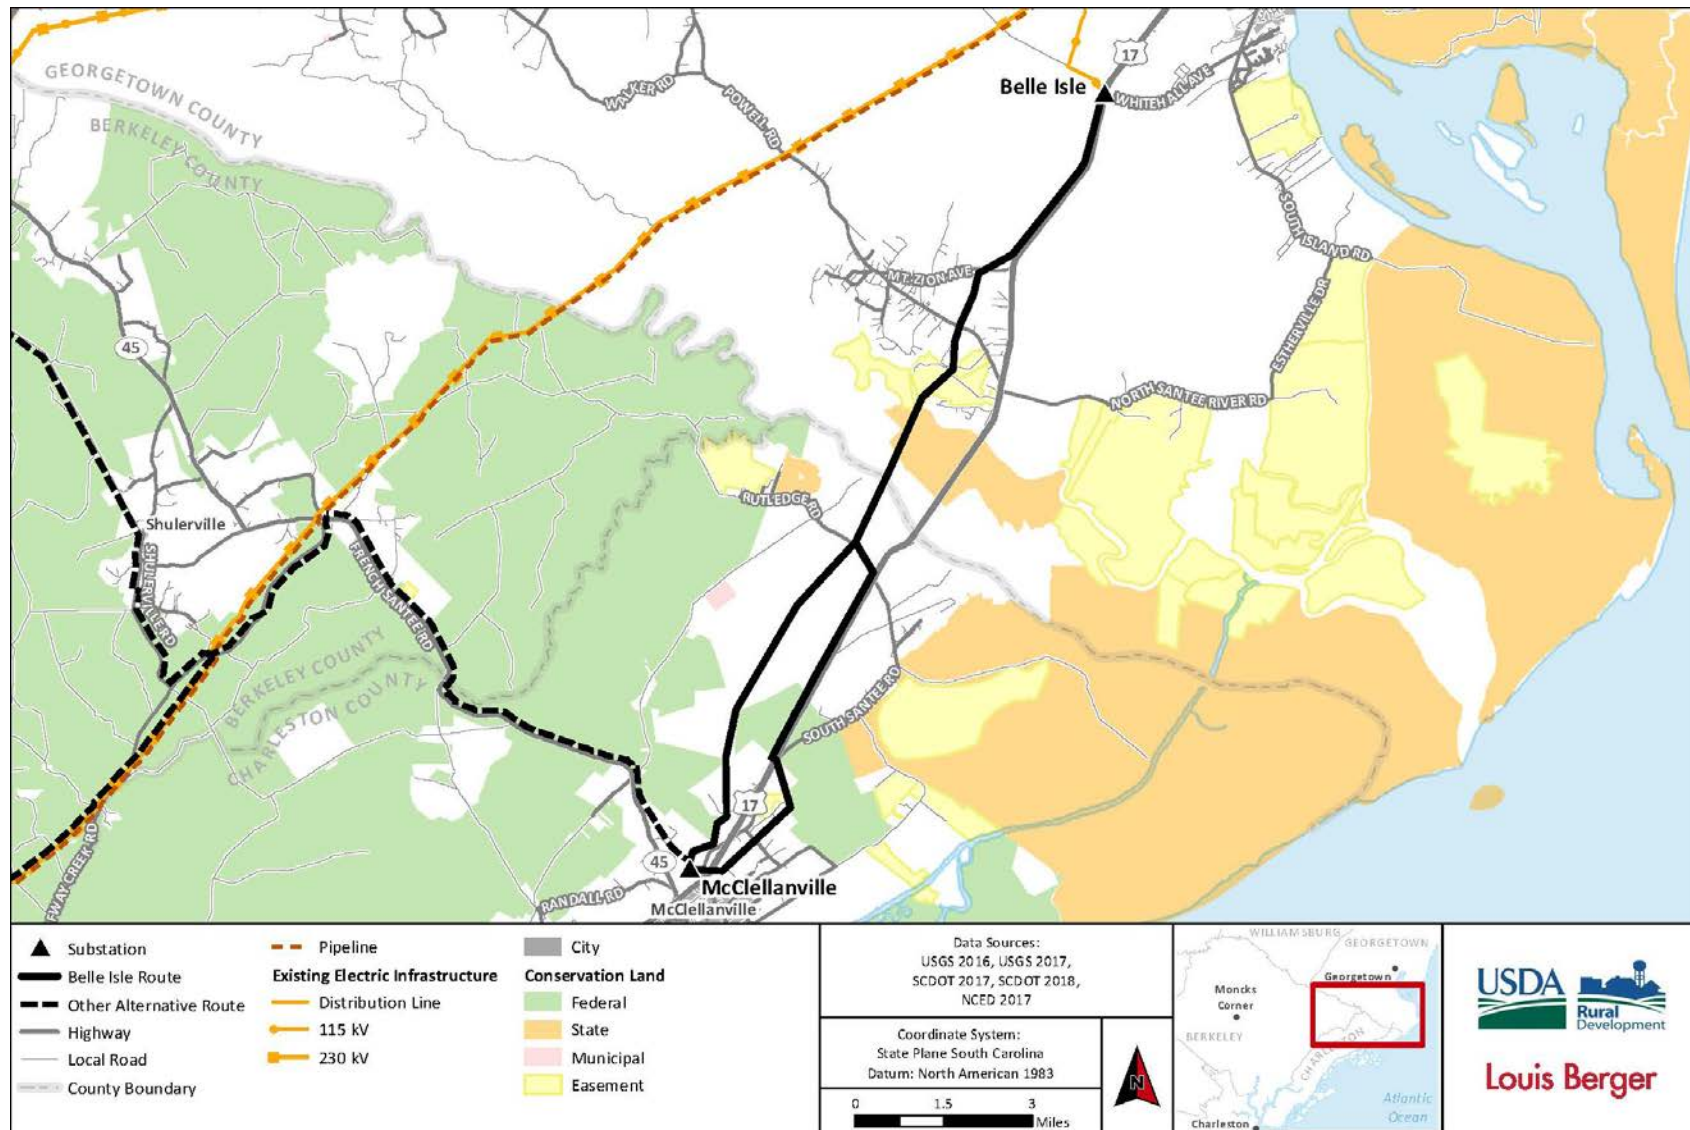 GEORGETOWN COUNTY
BERKELEY COUNTY
WALKER RD
POWELL RD
17
Belle Isle
WHITEHALL AVE
SOUTH ISLAND RD
MT. ZION AVE
ESTHERVILLE DR
NORTH SANTEE RIVER RD
45
Shulerville
SHULERVILLE RD
FRENCH SANTEE RD
RUTLEDGE RD
BERKELEY COUNTY
CHARLESTON COUNTY
SOUTH SANTEE RD
17
45
McClellanville
McClellanville
RANDALL RD
FWAY CREEK RD
Substation
Belle Isle Route
Other Alternative Route
Highway
Local Road
County Boundary
Pipeline
Existing Electric Infrastructure
Distribution Line
115 kV
230 kV
City
Conservation Land
Federal
State
Municipal
Easement
Data Sources:
USGS 2016, USGS 2017,
SCDOT 2017, SCDOT 2018,
NCED 2017
Coordinate System:
State Plane South Carolina
Datum: North American 1983
0 1.5 3
Miles
N
WILLIAMSBURG
GEORGETOWN
Georgetown
Moncks
Corner
BERKELEY
CHARLESTON
Atlantic
Ocean
Charleston
USDA
Rural
Development
Louis Berger